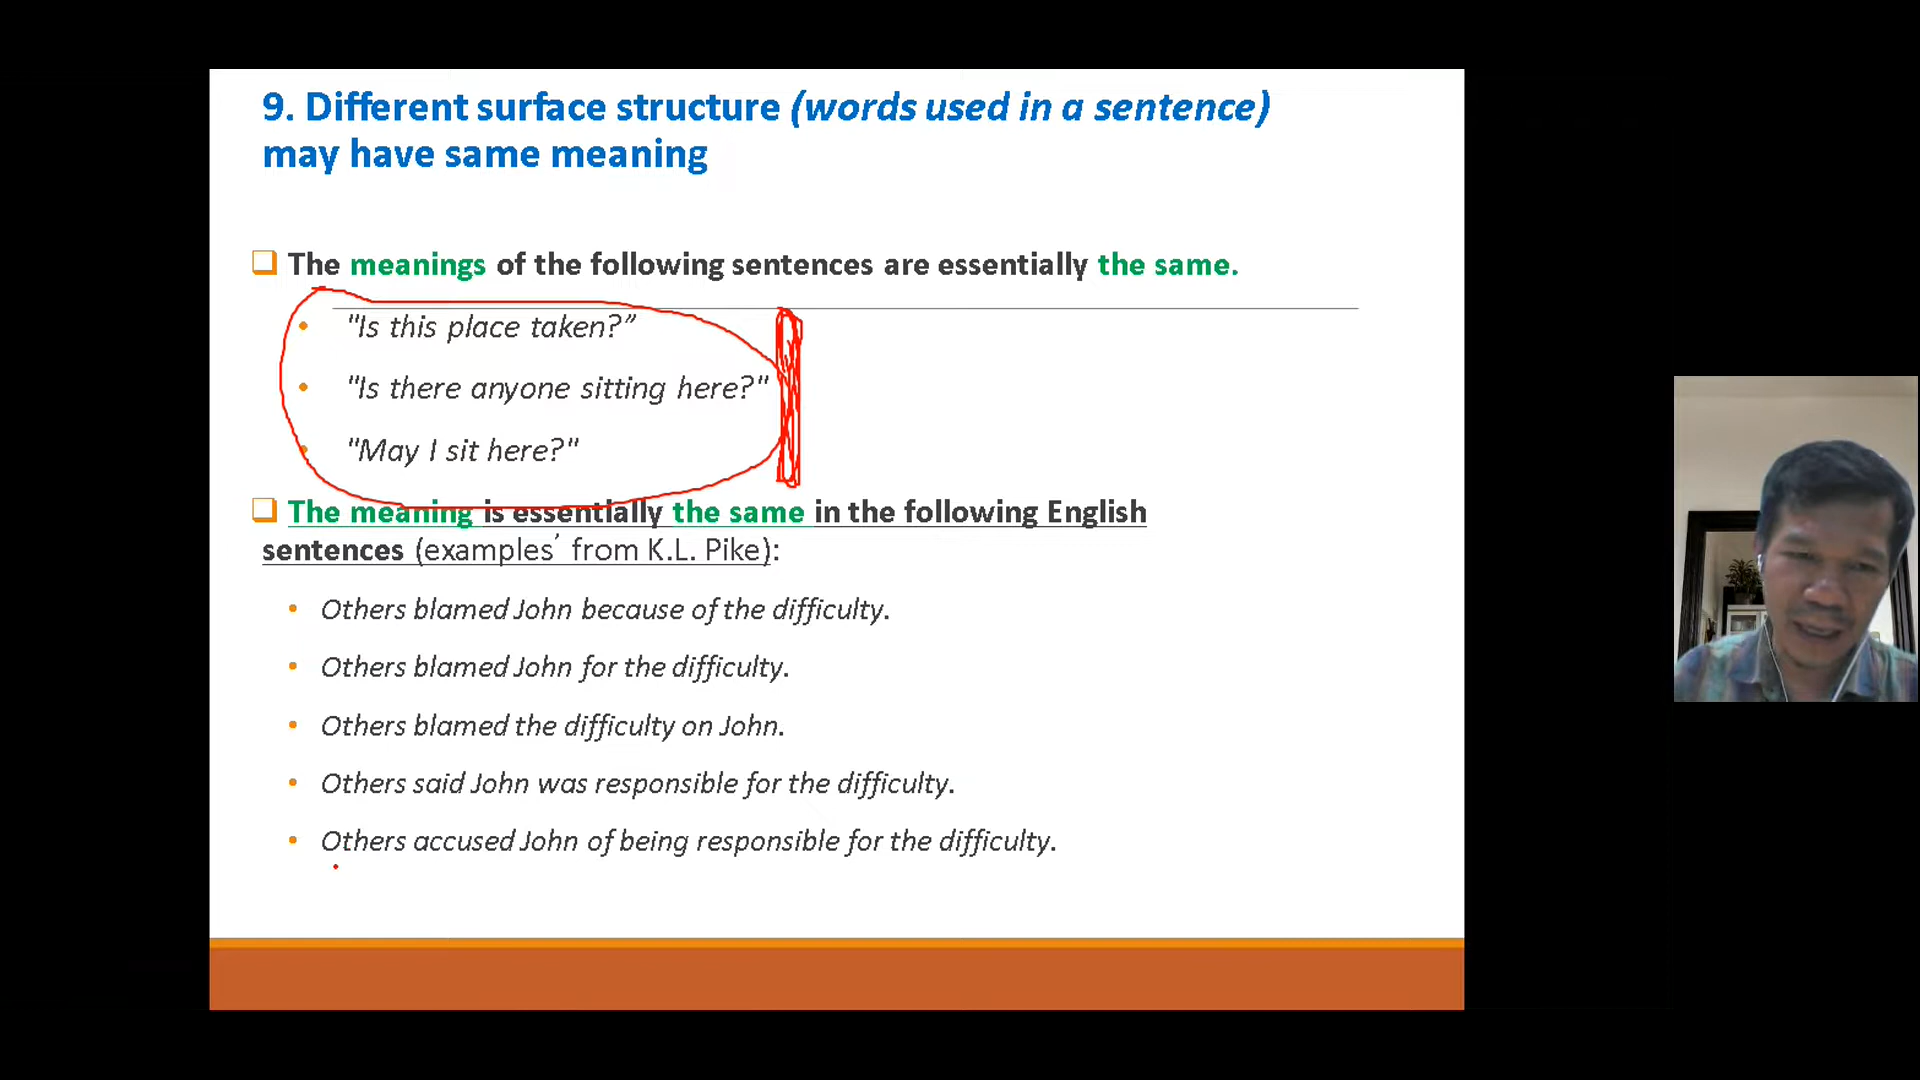 9. Different surface structure (words used in a sentence)
may have same meaning
The meanings of the following sentences are essentially the same.
"Is this place taken?”
"Is there anyone sitting here?"
"May I sit here?"
The meaning is essentially the same in the following English
sentences (examples’ from K.L. Pike):
Others blamed John because of the difficulty.
Others blamed John for the difficulty.
Others blamed the difficulty on John.
Others said John was responsible for the difficulty.
Others accused John of being responsible for the difficulty.